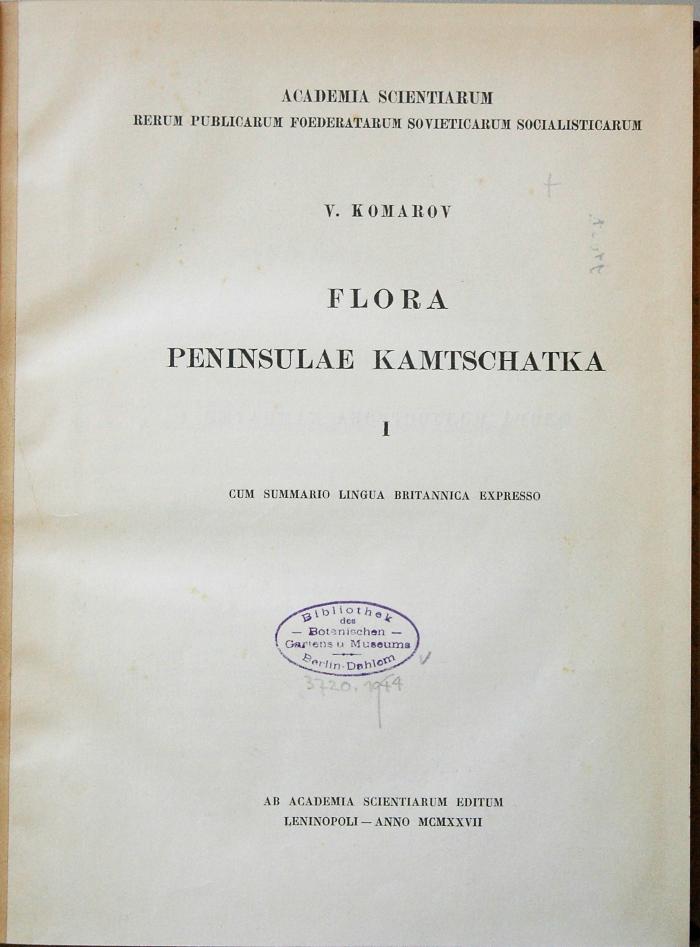 ACADEMIA SCIENTIARUM
RERUM PUBLICARUM FOEDERATARUM SOVIETICARUM SOCIALISTICARUM
V. KOMAROV
FLORA
PENINSULAE KAMTSCHATKA
I
CUM SUMMARIO LINGUA BRITANNICA EXPRESSO
Bibliothek
des
— Botanischen —
Gartens u Museums
Berlin-Dahlem
3720.1944
AB ACADEMIA SCIENTIARUM EDITUM
LENINOPOLI — ANNO MCMXXVII